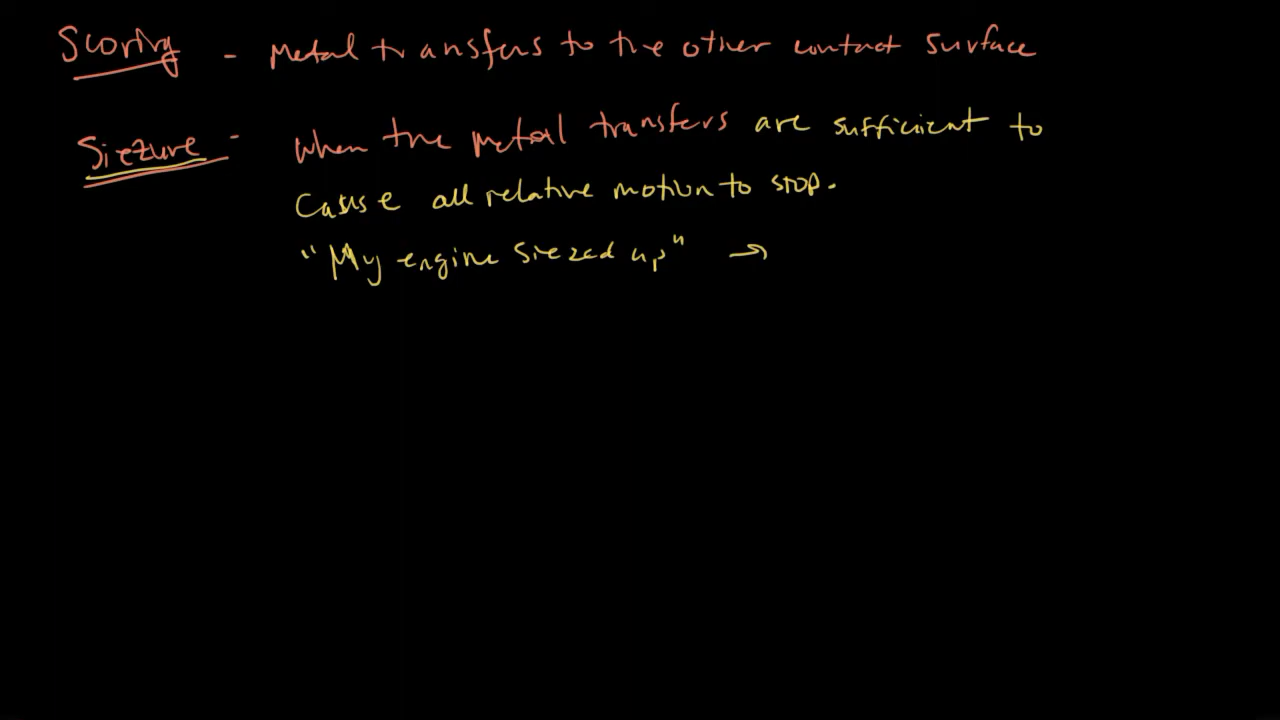 Scoring - Metal transfers to the other contact surface
Siezure - When the metal transfers are sufficient to
Cause all relative motion to stop.
"My engine siezed up" →